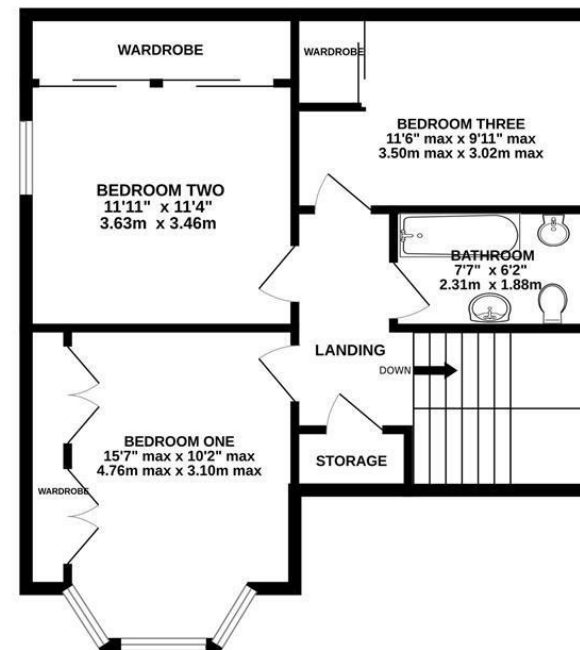 WARDROBE
WARDROBE
BEDROOM THREE
11'6" max x 9'11" max
3.50m max x 3.02m max
BEDROOM TWO
11'11" x 11'4"
3.63m x 3.46m
BATHROOM
7'7" x 6'2"
2.31m x 1.88m
LANDING
DOWN
BEDROOM ONE
15'7" max x 10'2" max
4.76m max x 3.10m max
WARDROBE
STORAGE